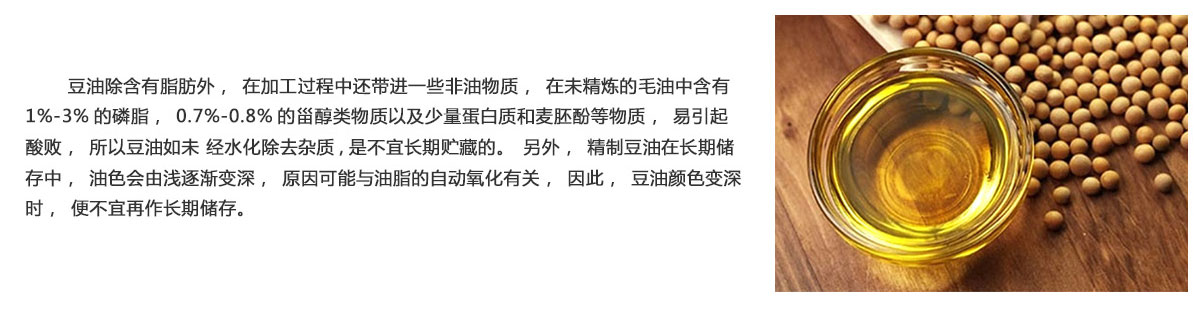 豆油除含有脂肪外， 在加工过程中还带进一些非油物质， 在未精炼的毛油中含有
1%-3% 的磷脂， 0.7%-0.8% 的甾醇类物质以及少量蛋白质和麦胚酚等物质， 易引起
酸败， 所以豆油如未 经水化除去杂质 , 是不宜长期贮藏的。 另外， 精制豆油在长期储
存中， 油色会由浅逐渐变深， 原因可能与油脂的自动氧化有关， 因此， 豆油颜色变深
时， 便不宜再作长期储存。